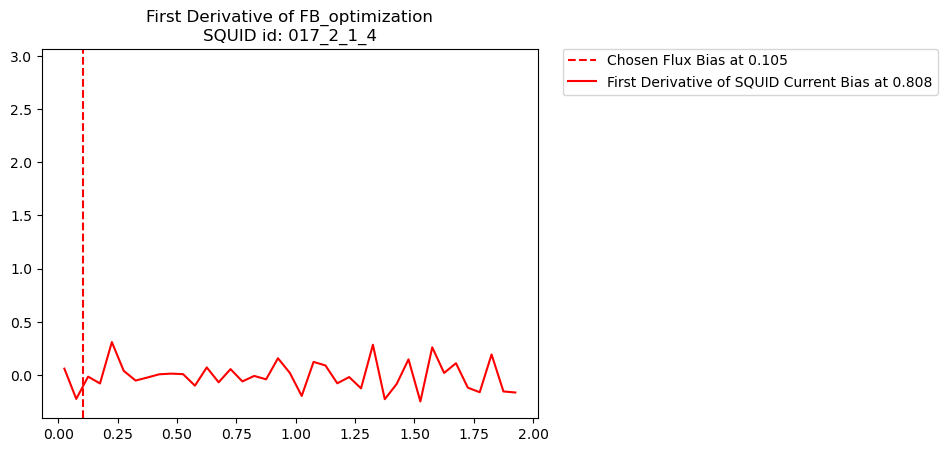 First Derivative of FB_optimization
SQUID id: 017_2_1_4
Chosen Flux Bias at 0.105
First Derivative of SQUID Current Bias at 0.808
3.0
2.5
2.0
1.5
1.0
0.5
0.0
0.00 0.25 0.50 0.75 1.00 1.25 1.50 1.75 2.00